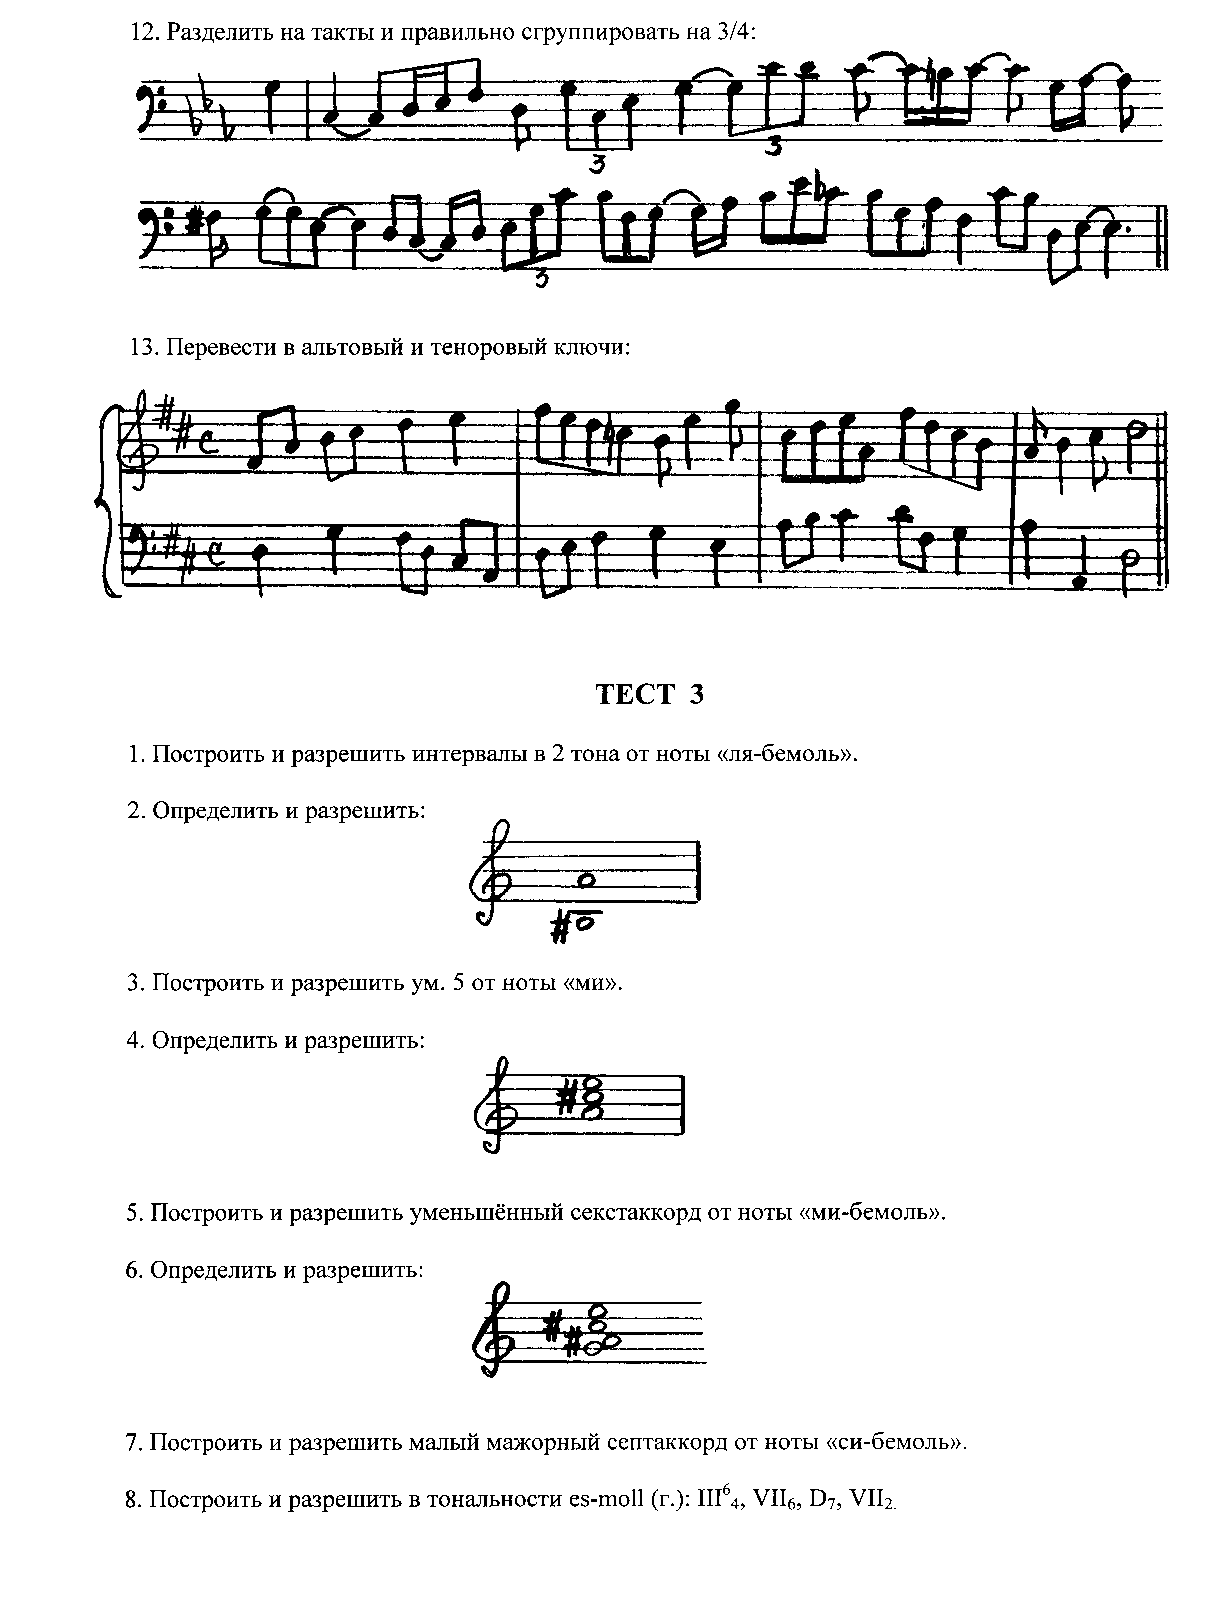 12. Разделить на такты и правильно сгруппировать на 3/4:
3
3
3
13. Перевести в альтовый и теноровый ключи:
ТЕСТ 3
1. Построить и разрешить интервалы в 2 тона от ноты «ля-бемоль».
2. Определить и разрешить:
3. Построить и разрешить ум. 5 от ноты «ми».
4. Определить и разрешить:
5. Построить и разрешить уменьшённый секстаккорд от ноты «ми-бемоль».
6. Определить и разрешить:
7. Построить и разрешить малый мажорный септаккорд от ноты «си-бемоль».
8. Построить и разрешить в тональности es-moll (г.): III⁶₄, VII₆, D₇, VII₂.